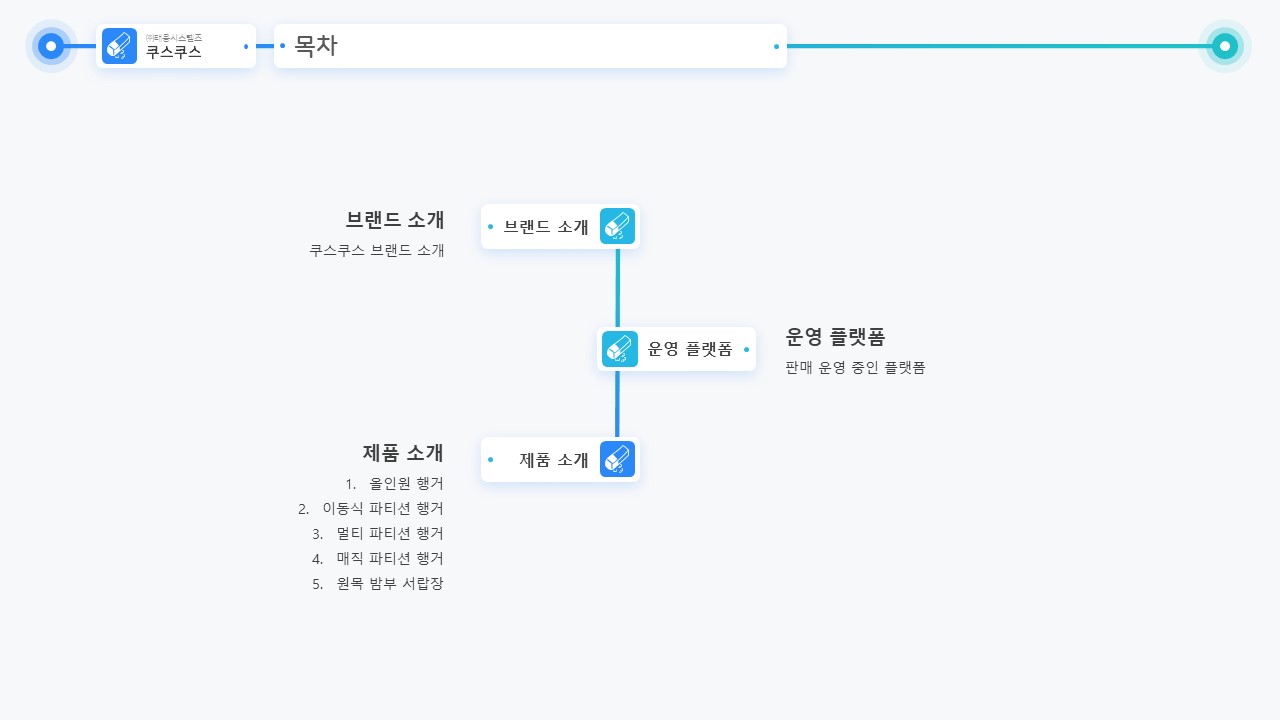 ㈜태웅시스템즈
쿠스쿠스
목차
브랜드 소개
쿠스쿠스 브랜드 소개
브랜드 소개
운영 플랫폼
운영 플랫폼
판매 운영 중인 플랫폼
제품 소개
1. 올인원 행거
2. 이동식 파티션 행거
3. 멀티 파티션 행거
4. 매직 파티션 행거
5. 원목 밤부 서랍장
제품 소개